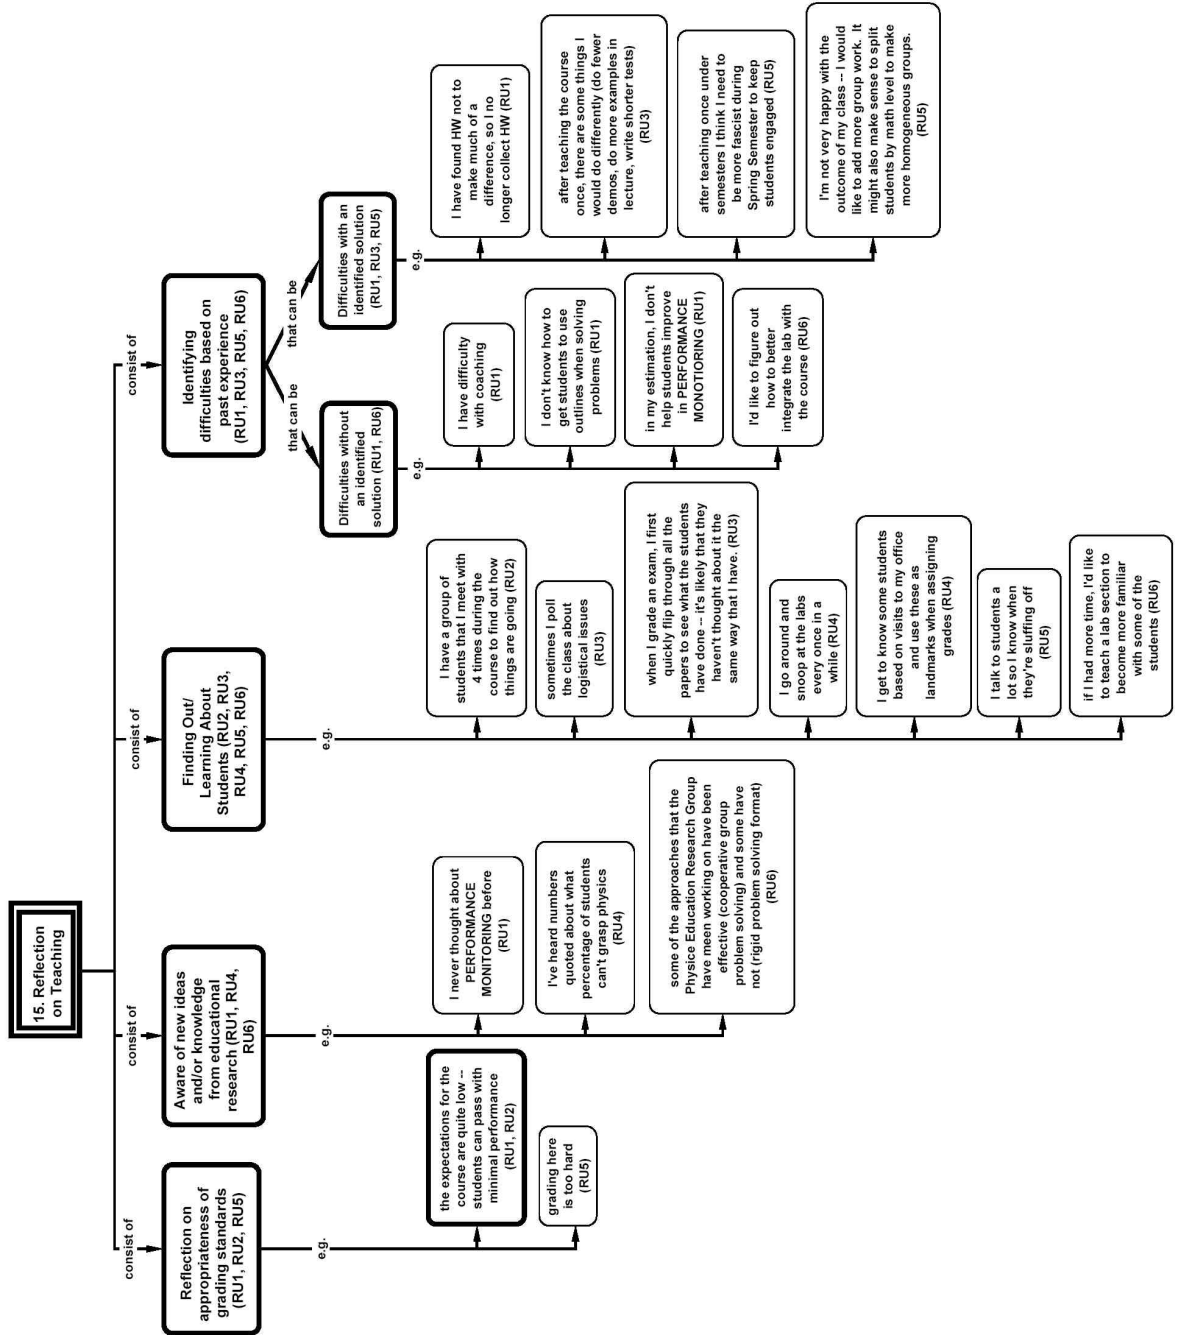 15. Reflection
on Teaching
consist of
Reflection on
appropriateness of
grading standards
(RU1, RU2, RU5)
e.g.
the expectations for the
course are quite low --
students can pass with
minimal performance
(RU1, RU2)
grading here
is too hard
(RU5)
consist of
Aware of new ideas
and/or knowledge
from educational
research (RU1, RU4,
RU6)
e.g.
I never thought about
PERFORMANCE
MONITORING before
(RU1)
I've heard numbers
quoted about what
percentage of students
can't grasp physics
(RU4)
some of the approaches that the
Physice Education Research Group
have meen working on have been
effective (cooperative group
problem solving) and some have
not (rigid problem solving format)
(RU6)
consist of
Finding Out/
Learning About
Students (RU2, RU3,
RU4, RU5, RU6)
e.g.
I have a group of
students that I meet with
4 times during the
course to find out how
things are going (RU2)
sometimes I poll
the class about
logistical issues
(RU3)
when I grade an exam, I first
quickly flip through all the
papers to see what the students
have done -- it's likely that they
haven't thought about it the
same way that I have. (RU3)
I go around and
snoop at the labs
every once in a
while (RU4)
I get to know some students
based on visits to my office
and use these as
landmarks when assigning
grades (RU4)
I talk to students a
lot so I know when
they're sluffing off
(RU5)
if I had more time, I'd like
to teach a lab section to
become more familiar
with some of the
students (RU6)
consist of
Identifying
difficulties based on
past experience
(RU1, RU3, RU5, RU6)
that can be
that can be
Difficulties without
an identified
solution (RU1, RU6)
e.g.
I have difficulty
with coaching
(RU1)
I don't know how to
get students to use
outlines when solving
problems (RU1)
in my estimation, I don't
help students improve
in PERFORMANCE
MONOTIORING (RU1)
I'd like to figure out
how to better
integrate the lab with
the course (RU6)
Difficulties with an
identified solution
(RU1, RU3, RU5)
e.g.
I have found HW not to
make much of a
difference, so I no
longer collect HW (RU1)
after teaching the course
once, there are some things I
would do differently (do fewer
demos, do more examples in
lecture, write shorter tests)
(RU3)
after teaching once under
semesters I think I need to
be more fascist during
Spring Semester to keep
students engaged (RU5)
I'm not very happy with the
outcome of my class -- I would
like to add more group work.  It
might also make sense to split
students by math level to make
more homogeneous groups.
(RU5)